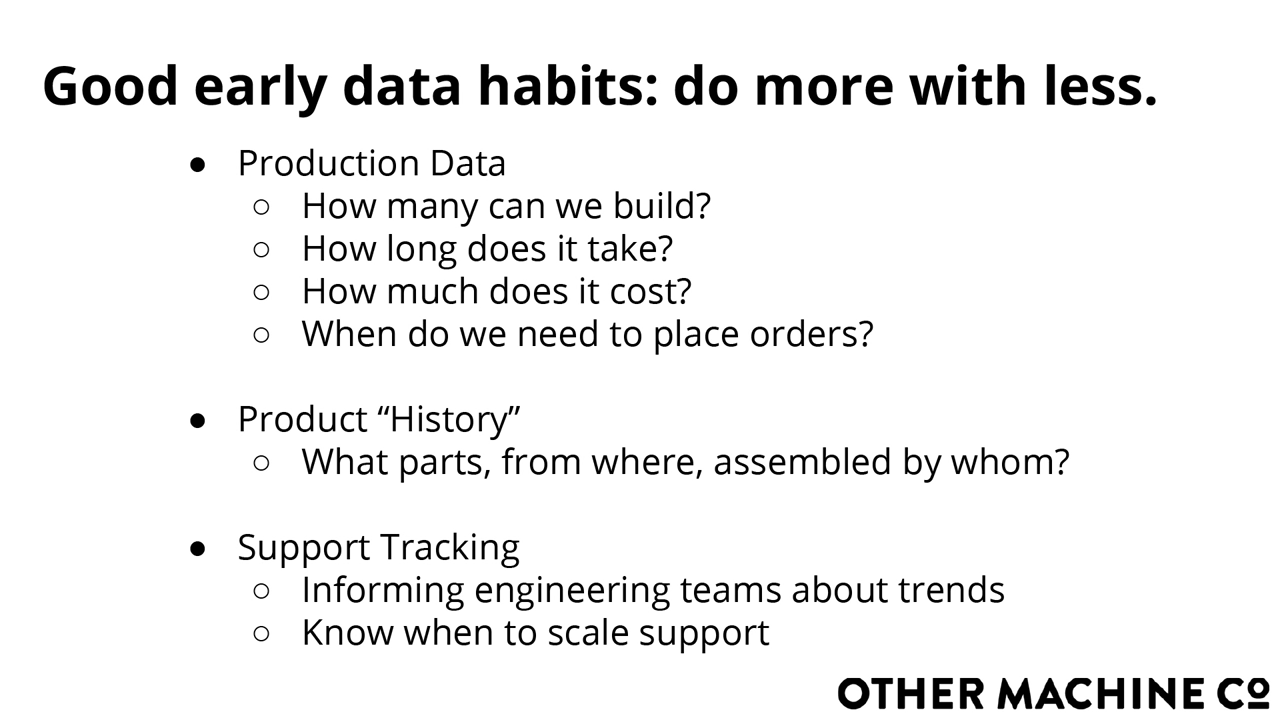 Good early data habits: do more with less.
● Production Data
○ How many can we build?
○ How long does it take?
○ How much does it cost?
○ When do we need to place orders?
● Product “History”
○ What parts, from where, assembled by whom?
● Support Tracking
○ Informing engineering teams about trends
○ Know when to scale support
OTHER MACHINE Cº